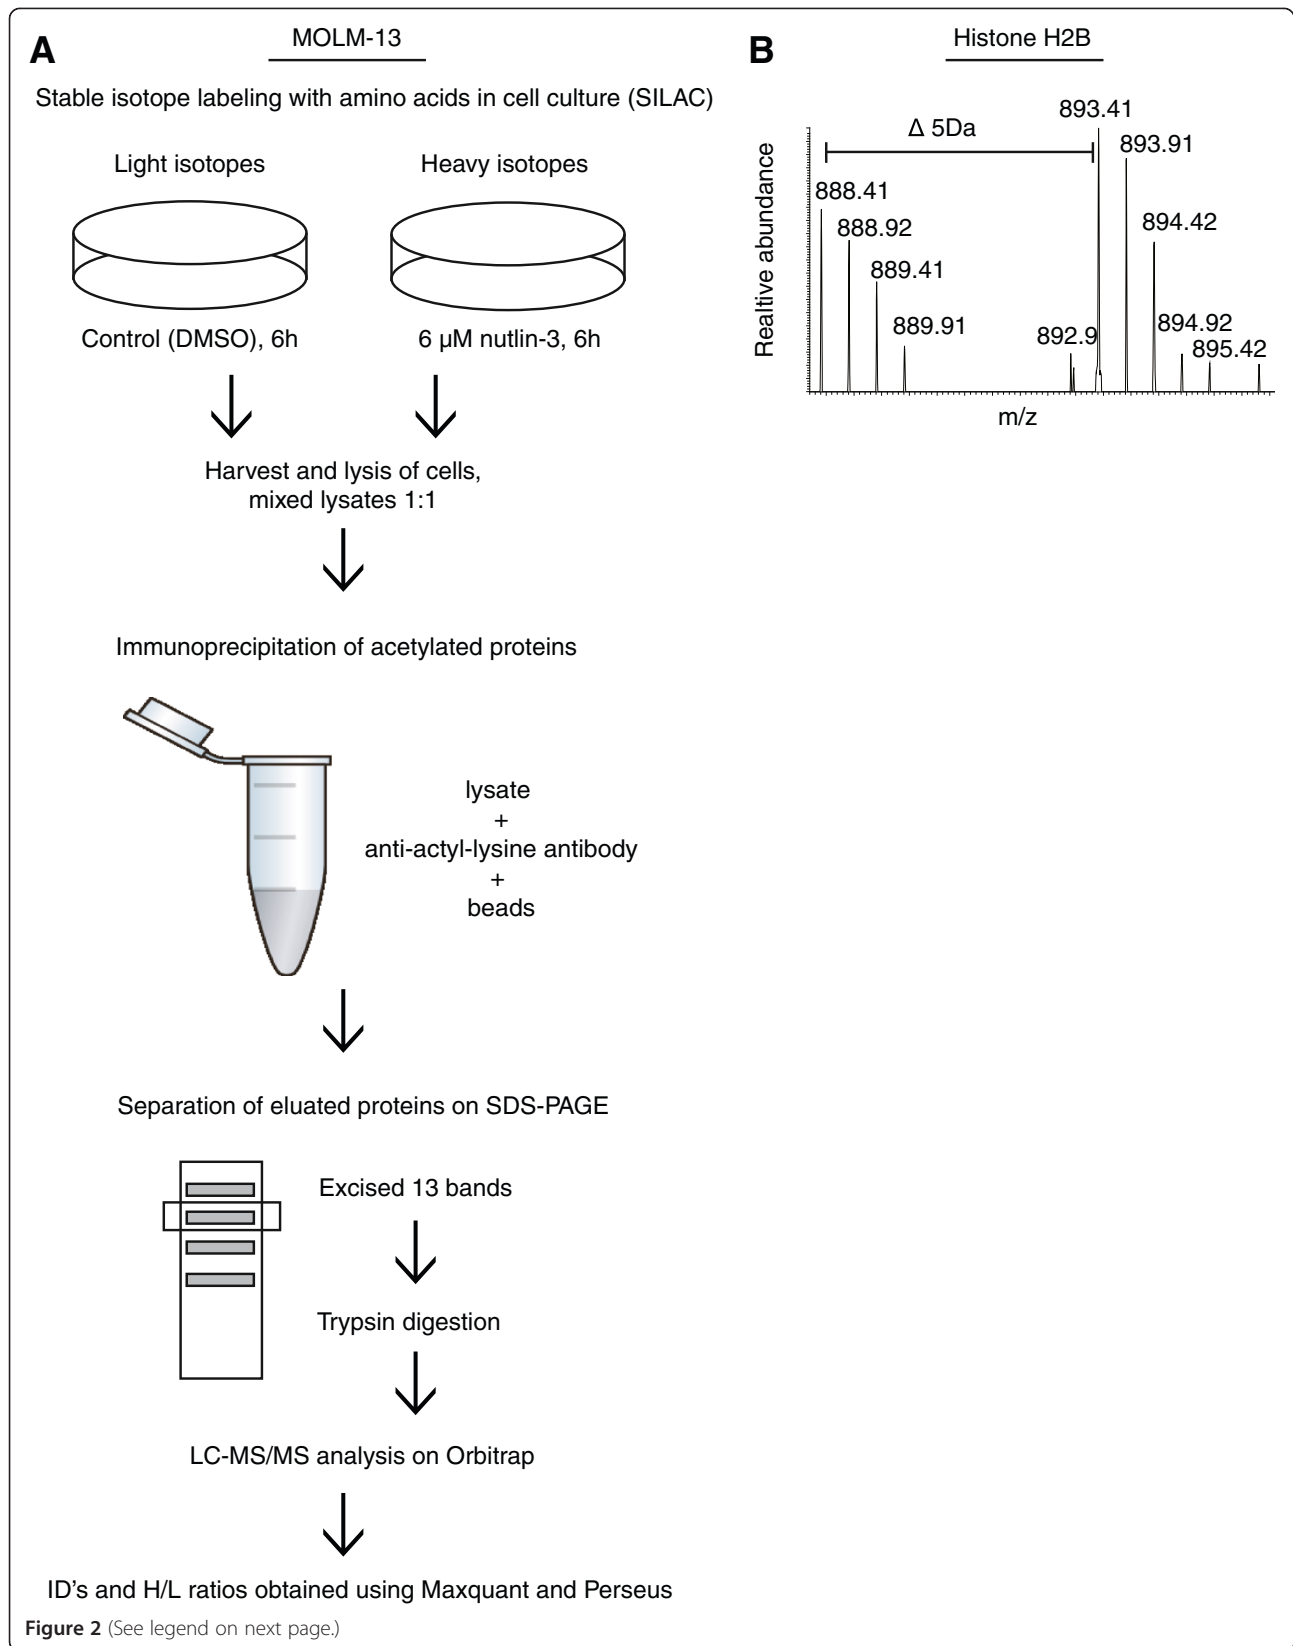 A
MOLM-13
Stable isotope labeling with amino acids in cell culture (SILAC)
Light isotopes
Heavy isotopes
Control (DMSO), 6h
6 µM nutlin-3, 6h
Harvest and lysis of cells,
mixed lysates 1:1
Immunoprecipitation of acetylated proteins
lysate
+
anti-actyl-lysine antibody
+
beads
Separation of eluated proteins on SDS-PAGE
Excised 13 bands
Trypsin digestion
LC-MS/MS analysis on Orbitrap
ID's and H/L ratios obtained using Maxquant and Perseus
B
Histone H2B
Realtive abundance
Δ 5Da
888.41
888.92
889.41
889.91
892.9
893.41
893.91
894.42
894.92
895.42
m/z
Figure 2 (See legend on next page.)